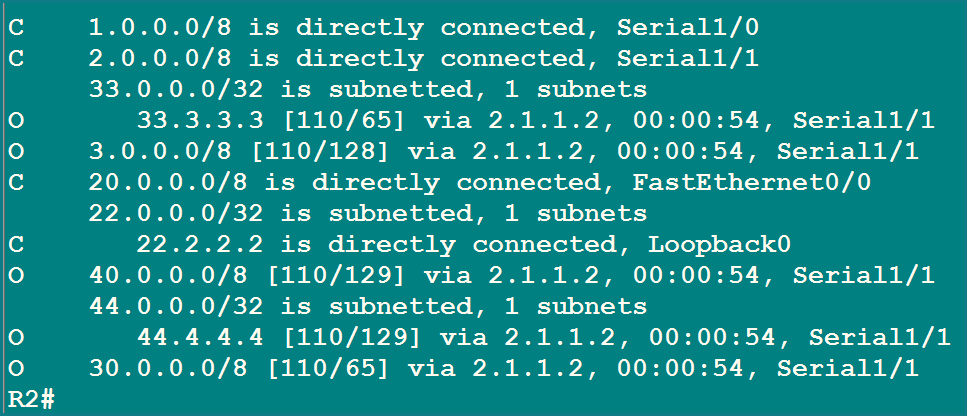 C    1.0.0.0/8 is directly connected, Serial1/0
C    2.0.0.0/8 is directly connected, Serial1/1
     33.0.0.0/32 is subnetted, 1 subnets
O       33.3.3.3 [110/65] via 2.1.1.2, 00:00:54, Serial1/1
O    3.0.0.0/8 [110/128] via 2.1.1.2, 00:00:54, Serial1/1
C    20.0.0.0/8 is directly connected, FastEthernet0/0
     22.0.0.0/32 is subnetted, 1 subnets
C       22.2.2.2 is directly connected, Loopback0
O    40.0.0.0/8 [110/129] via 2.1.1.2, 00:00:54, Serial1/1
     44.0.0.0/32 is subnetted, 1 subnets
O       44.4.4.4 [110/129] via 2.1.1.2, 00:00:54, Serial1/1
O    30.0.0.0/8 [110/65] via 2.1.1.2, 00:00:54, Serial1/1
R2#